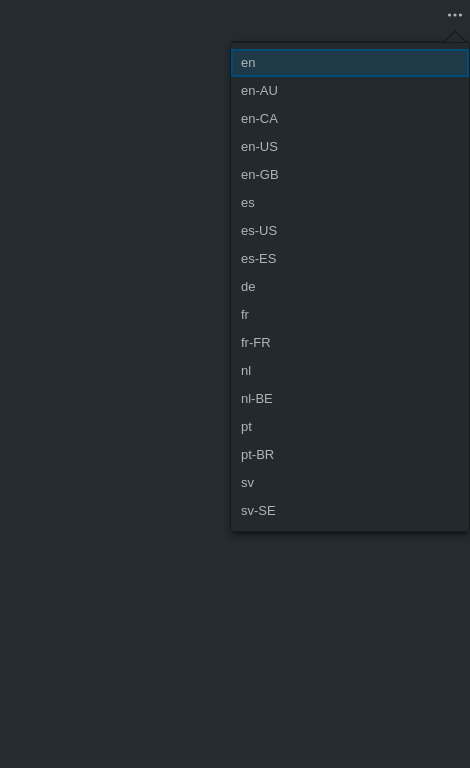 en
en-AU
en-CA
en-US
en-GB
es
es-US
es-ES
de
fr
fr-FR
nl
nl-BE
pt
pt-BR
sv
sv-SE